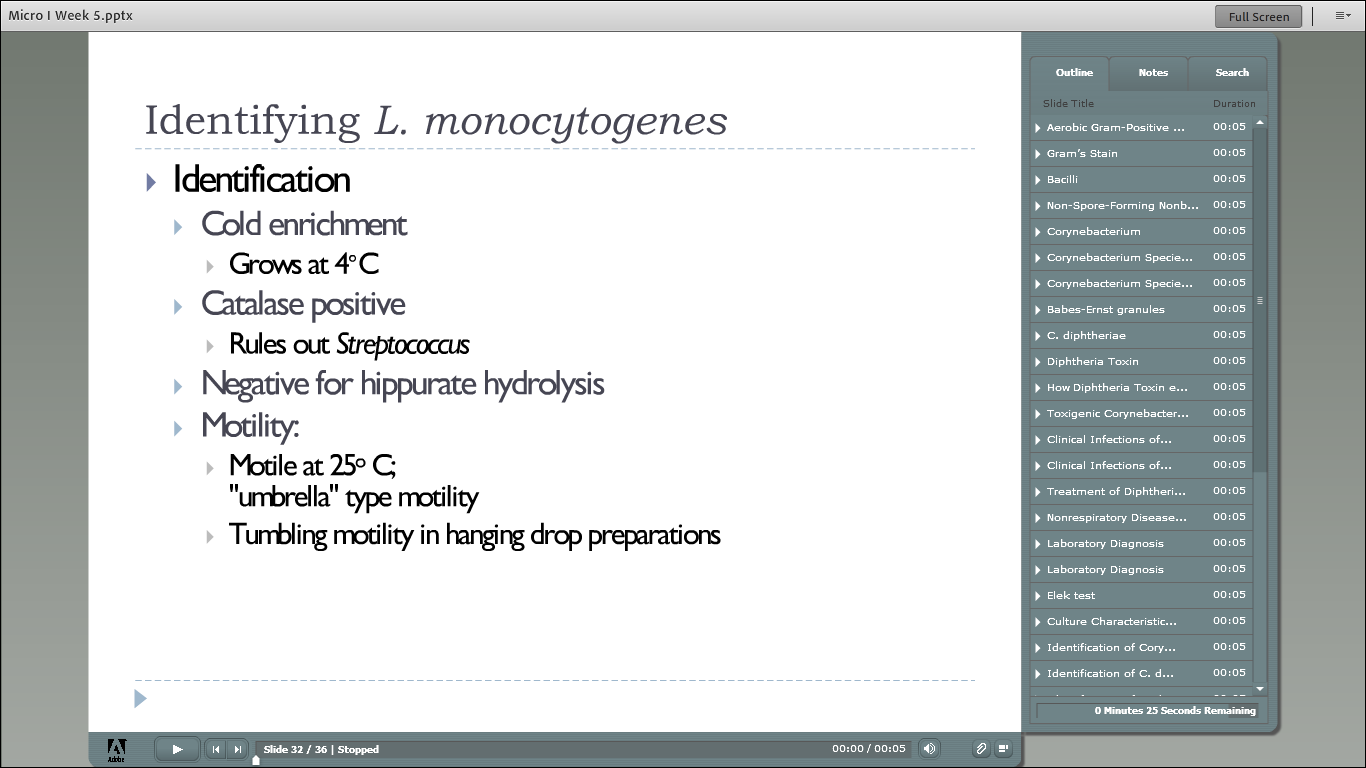 Micro I Week 5.pptx
Full Screen
Identifying L. monocytogenes
Identification
Cold enrichment
Grows at 4°C
Catalase positive
Rules out Streptococcus
Negative for hippurate hydrolysis
Motility:
Motile at 25° C;
"umbrella" type motility
Tumbling motility in hanging drop preparations
Outline Notes Search
Slide Title Duration
Aerobic Gram-Positive ... 00:05
Gram's Stain 00:05
Bacilli 00:05
Non-Spore-Forming Nonb... 00:05
Corynebacterium 00:05
Corynebacterium Specie... 00:05
Corynebacterium Specie... 00:05
Babes-Ernst granules 00:05
C. diphtheriae 00:05
Diphtheria Toxin 00:05
How Diphtheria Toxin e... 00:05
Toxigenic Corynebacter... 00:05
Clinical Infections of... 00:05
Clinical Infections of... 00:05
Treatment of Diphtheri... 00:05
Nonrespiratory Disease... 00:05
Laboratory Diagnosis 00:05
Laboratory Diagnosis 00:05
Elek test 00:05
Culture Characteristic... 00:05
Identification of Cory... 00:05
Identification of C. d... 00:05
0 Minutes 25 Seconds Remaining
Adobe
Slide 32 / 36 | Stopped 00:00 / 00:05